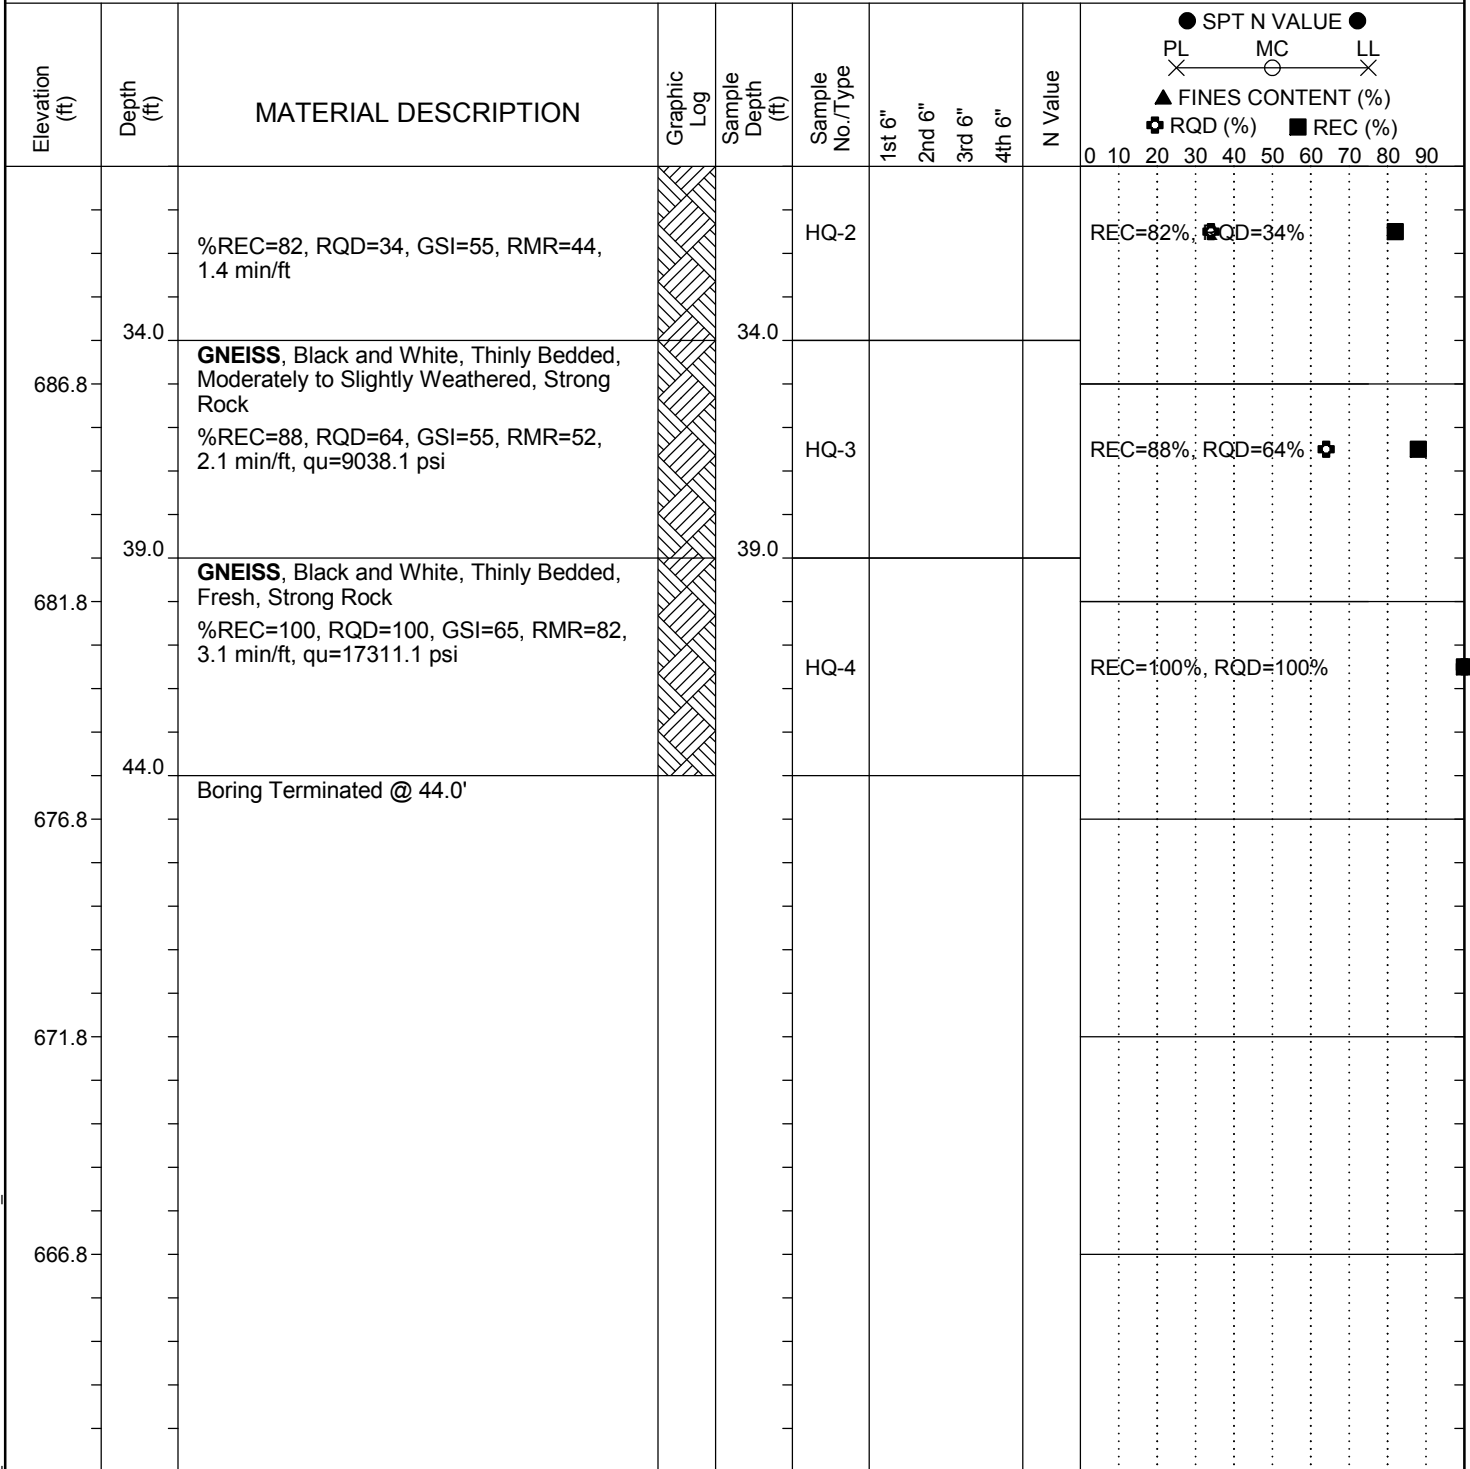 Elevation
(ft)
Depth
(ft)
MATERIAL DESCRIPTION
Graphic
Log
Sample
Depth
(ft)
Sample
No./Type
1st 6"
2nd 6"
3rd 6"
4th 6"
N Value
SPT N VALUE
PL MC LL
FINES CONTENT (%)
RQD (%) REC (%)
0 10 20 30 40 50 60 70 80 90
HQ-2
REC=82%, RQD=34%
%REC=82, RQD=34, GSI=55, RMR=44,
1.4 min/ft
34.0
34.0
GNEISS, Black and White, Thinly Bedded,
Moderately to Slightly Weathered, Strong
Rock
686.8
%REC=88, RQD=64, GSI=55, RMR=52,
2.1 min/ft, qu=9038.1 psi
HQ-3
REC=88%, RQD=64%
39.0
39.0
GNEISS, Black and White, Thinly Bedded,
Fresh, Strong Rock
681.8
%REC=100, RQD=100, GSI=65, RMR=82,
3.1 min/ft, qu=17311.1 psi
HQ-4
REC=100%, RQD=100%
44.0
Boring Terminated @ 44.0'
676.8
671.8
666.8